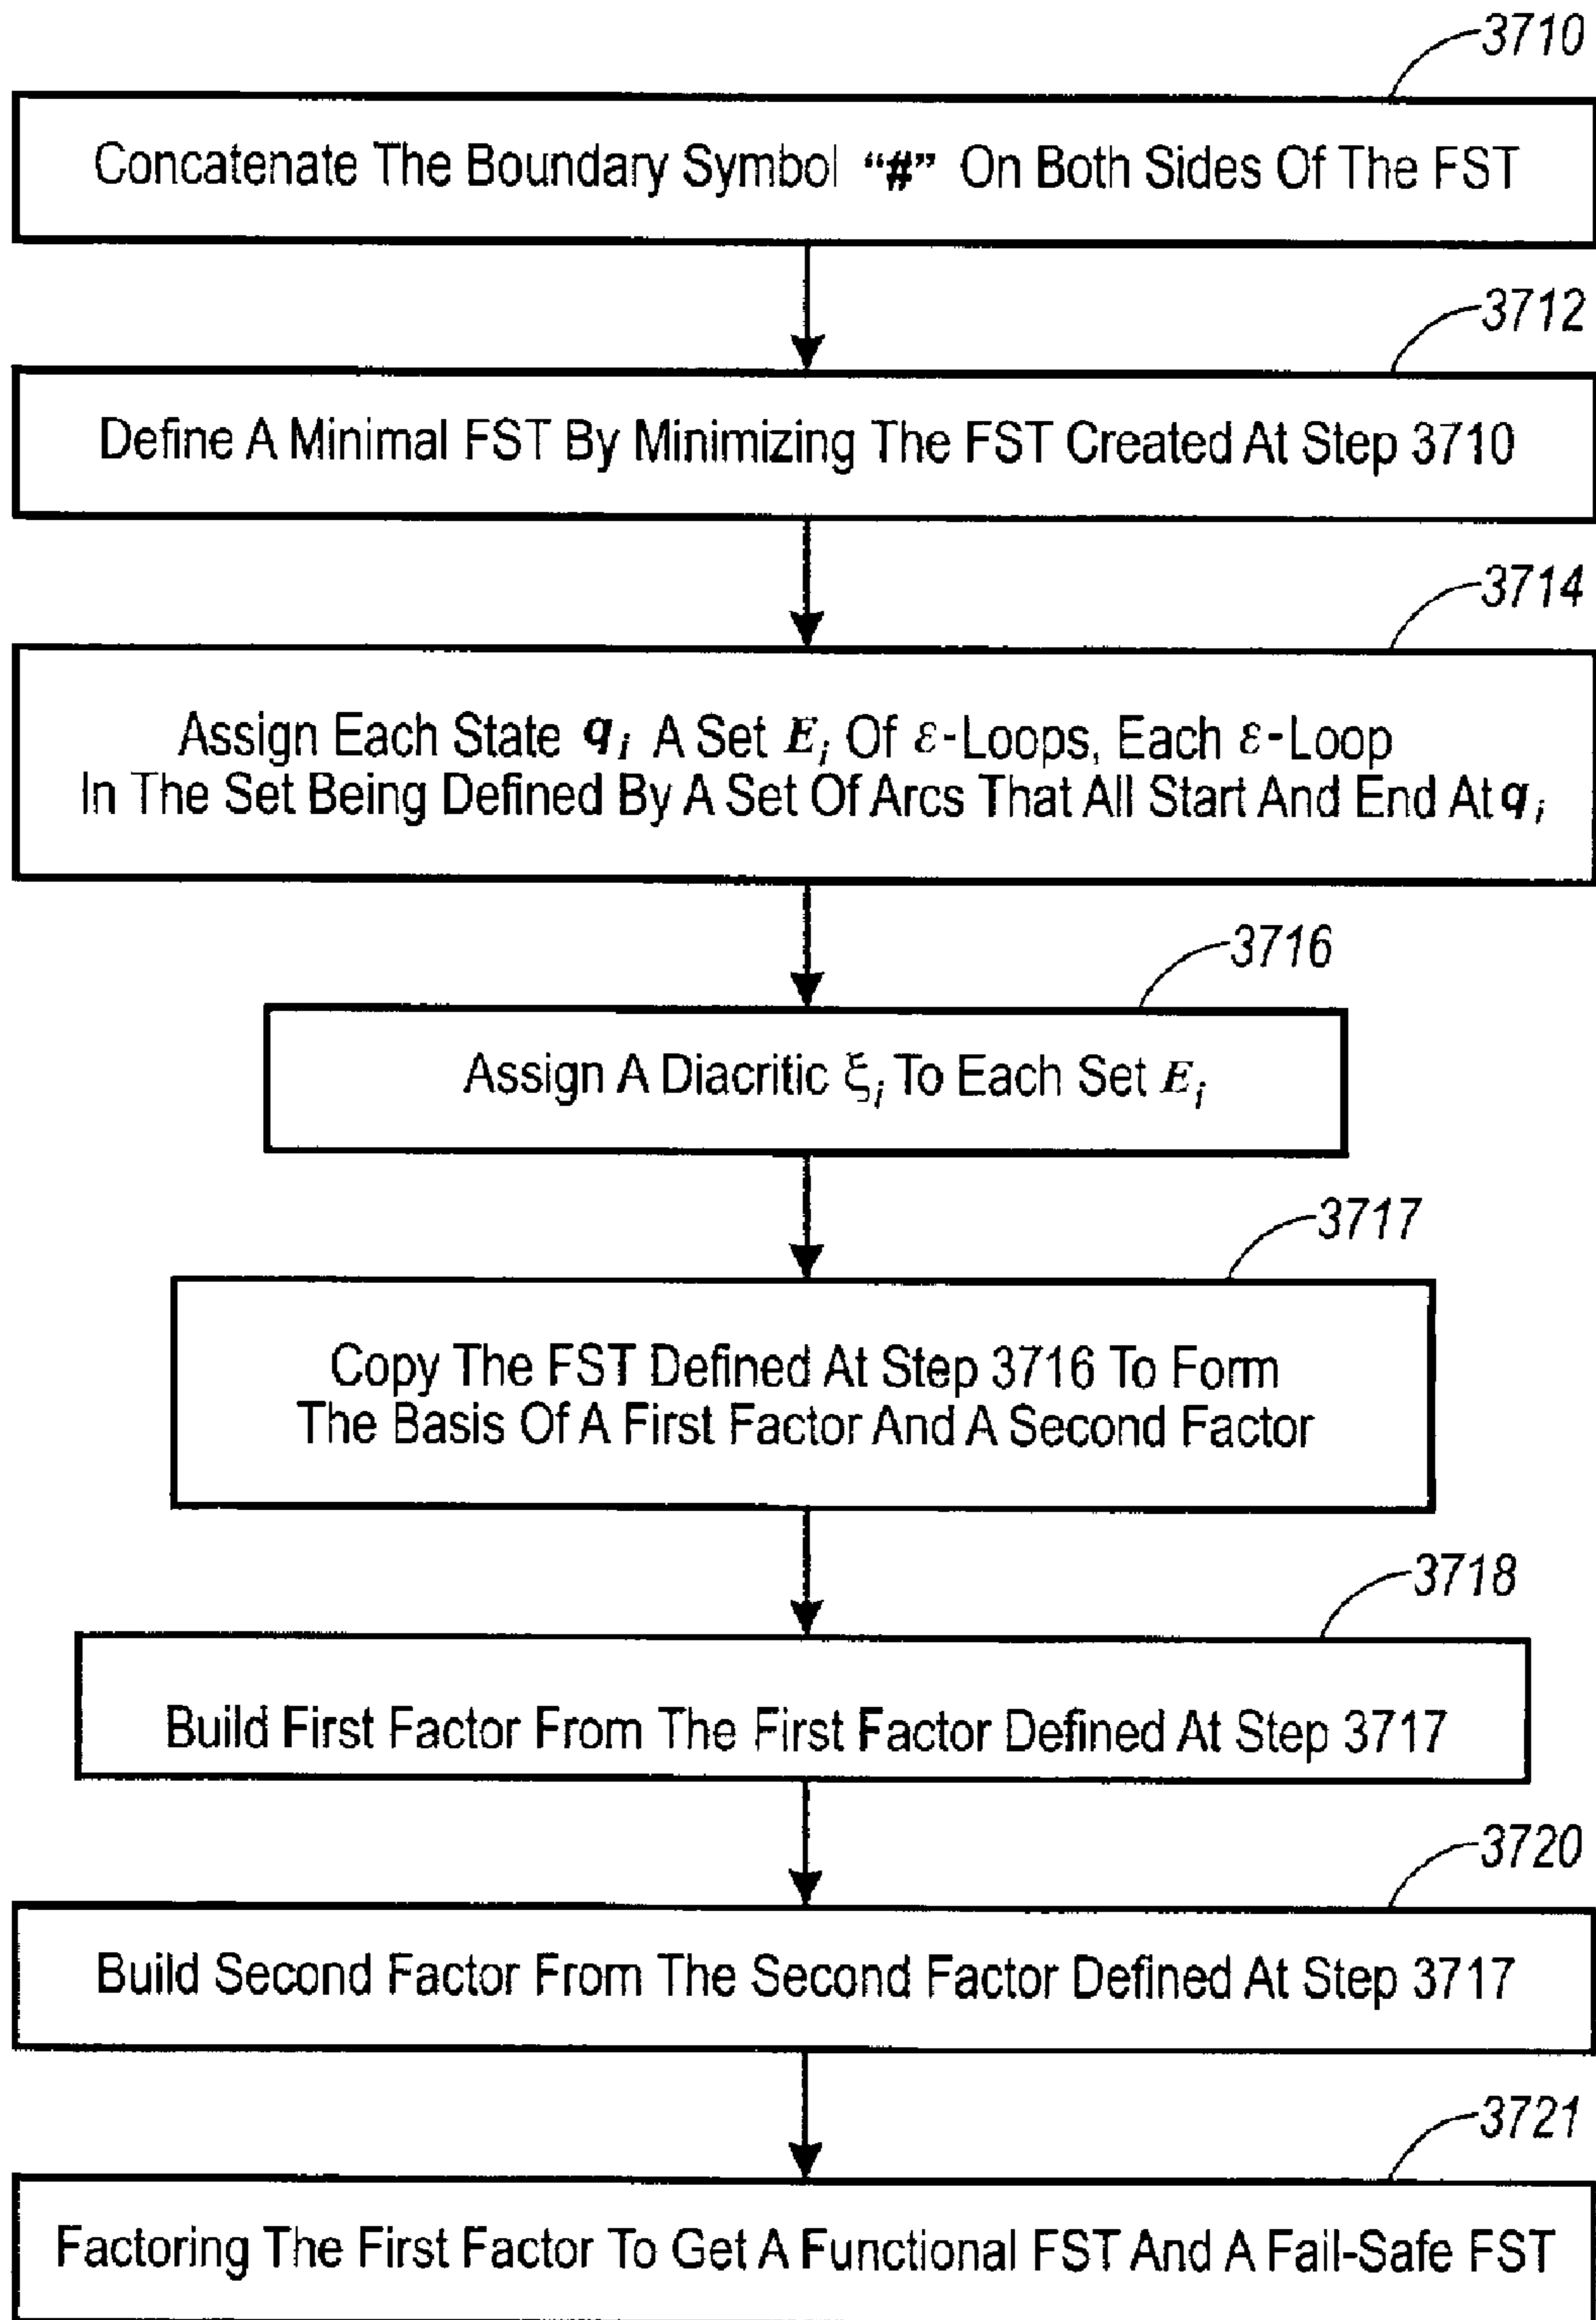 3710
Concatenate The Boundary Symbol “#” On Both Sides Of The FST
3712
Define A Minimal FST By Minimizing The FST Created At Step 3710
3714
Assign Each State qi A Set Ei Of ε-Loops, Each ε-Loop
In The Set Being Defined By A Set Of Arcs That All Start And End At qi
3716
Assign A Diacritic ξi To Each Set Ei
3717
Copy The FST Defined At Step 3716 To Form
The Basis Of A First Factor And A Second Factor
3718
Build First Factor From The First Factor Defined At Step 3717
3720
Build Second Factor From The Second Factor Defined At Step 3717
3721
Factoring The First Factor To Get A Functional FST And A Fail-Safe FST